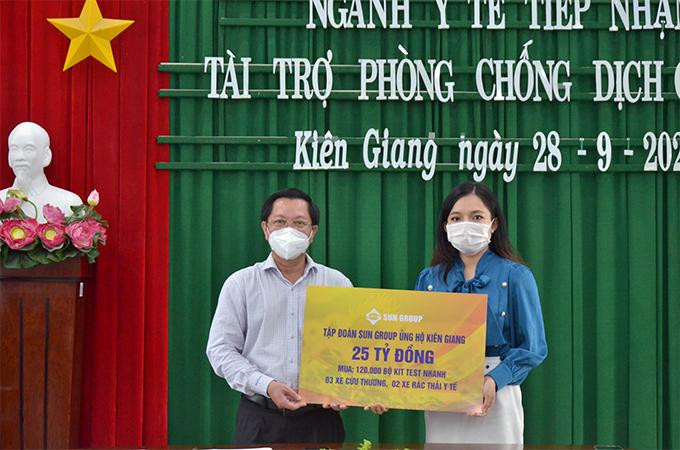 NGÀNH Y TẾ TIẾP NHẬN
TÀI TRỢ PHÒNG CHỐNG DỊCH
Kiên Giang ngày 28 - 9 - 202
SUN GROUP
TẬP ĐOÀN SUN GROUP ỦNG HỘ KIÊN GIANG
25 TỶ ĐỒNG
MUA: 120.000 BỘ KIT TEST NHANH
03 XE CỨU THƯƠNG, 02 XE RÁC THẢI Y TẾ